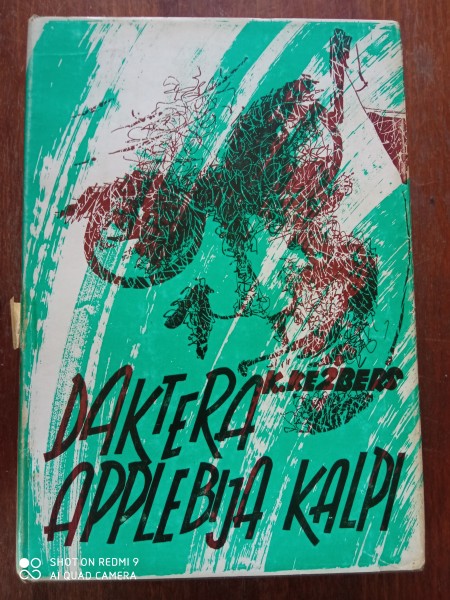 K.REZBERS
DAKTERA
APPLEBIJA KALPI
SHOT ON REDMI 9
AI QUAD CAMERA